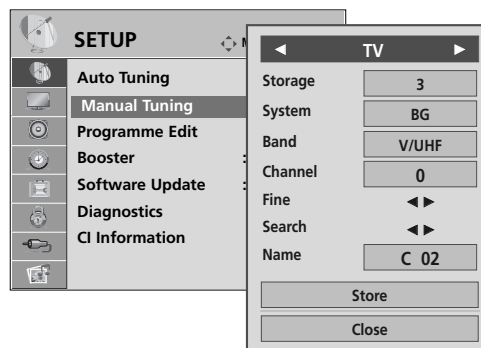 SETUP
M
Auto Tuning
Manual Tuning
Programme Edit
Booster :
Software Update :
Diagnostics
CI Information
◄ TV ►
Storage 3
System BG
Band V/UHF
Channel 0
Fine ◄►
Search ◄►
Name C 02
Store
Close